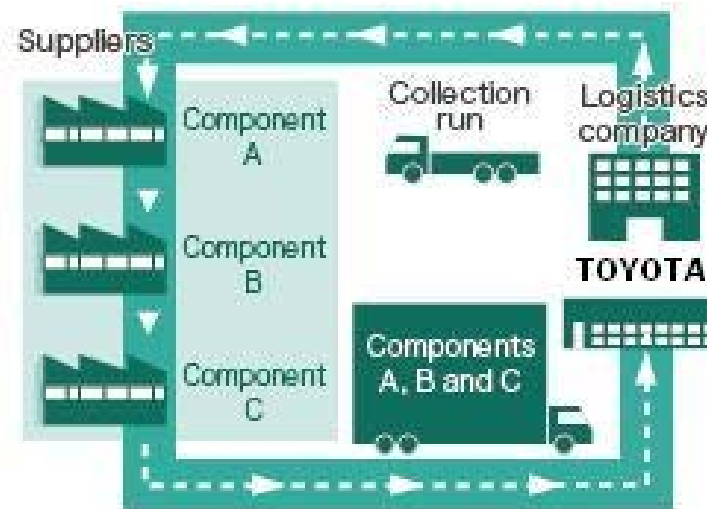 Suppliers
Component
A
Component
B
Component
C
Collection
run
Logistics
company
TOYOTA
Components
A, B and C